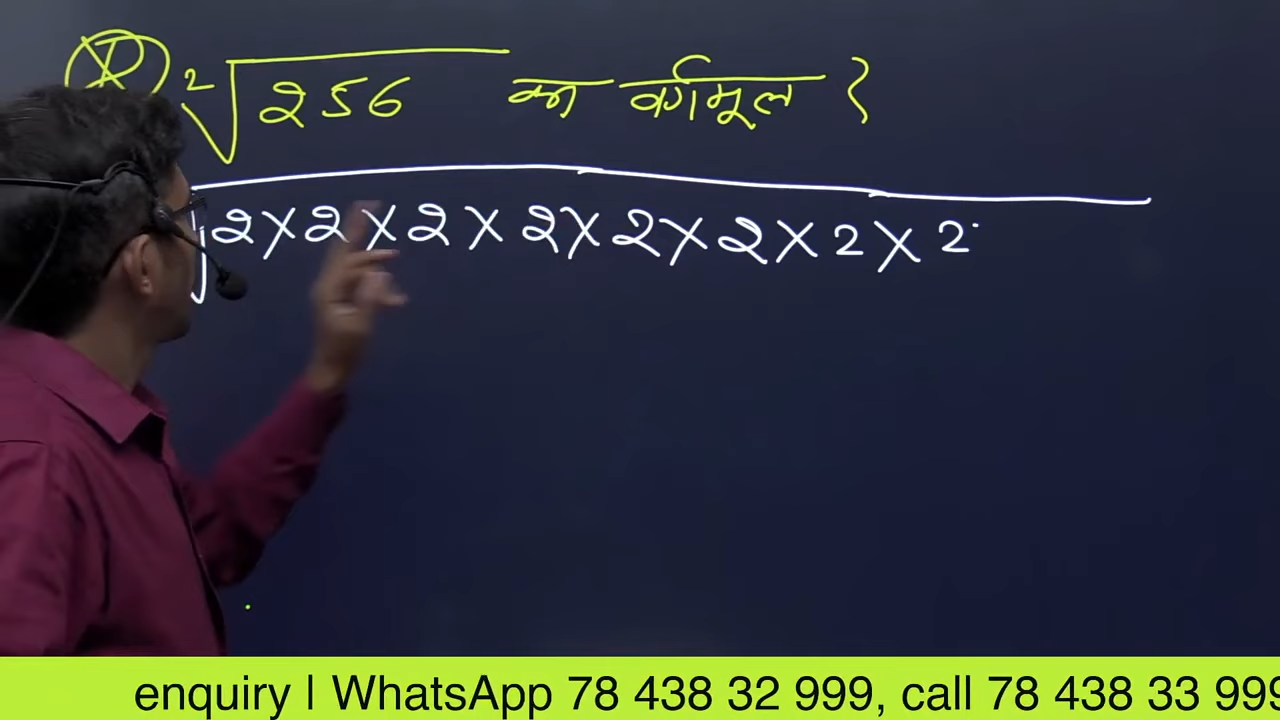 ² √256 का वर्गमूल ?
√2 × 2 × 2 × 2 × 2 × 2 × 2 × 2
enquiry | WhatsApp 78 438 32 999, call 78 438 33 999